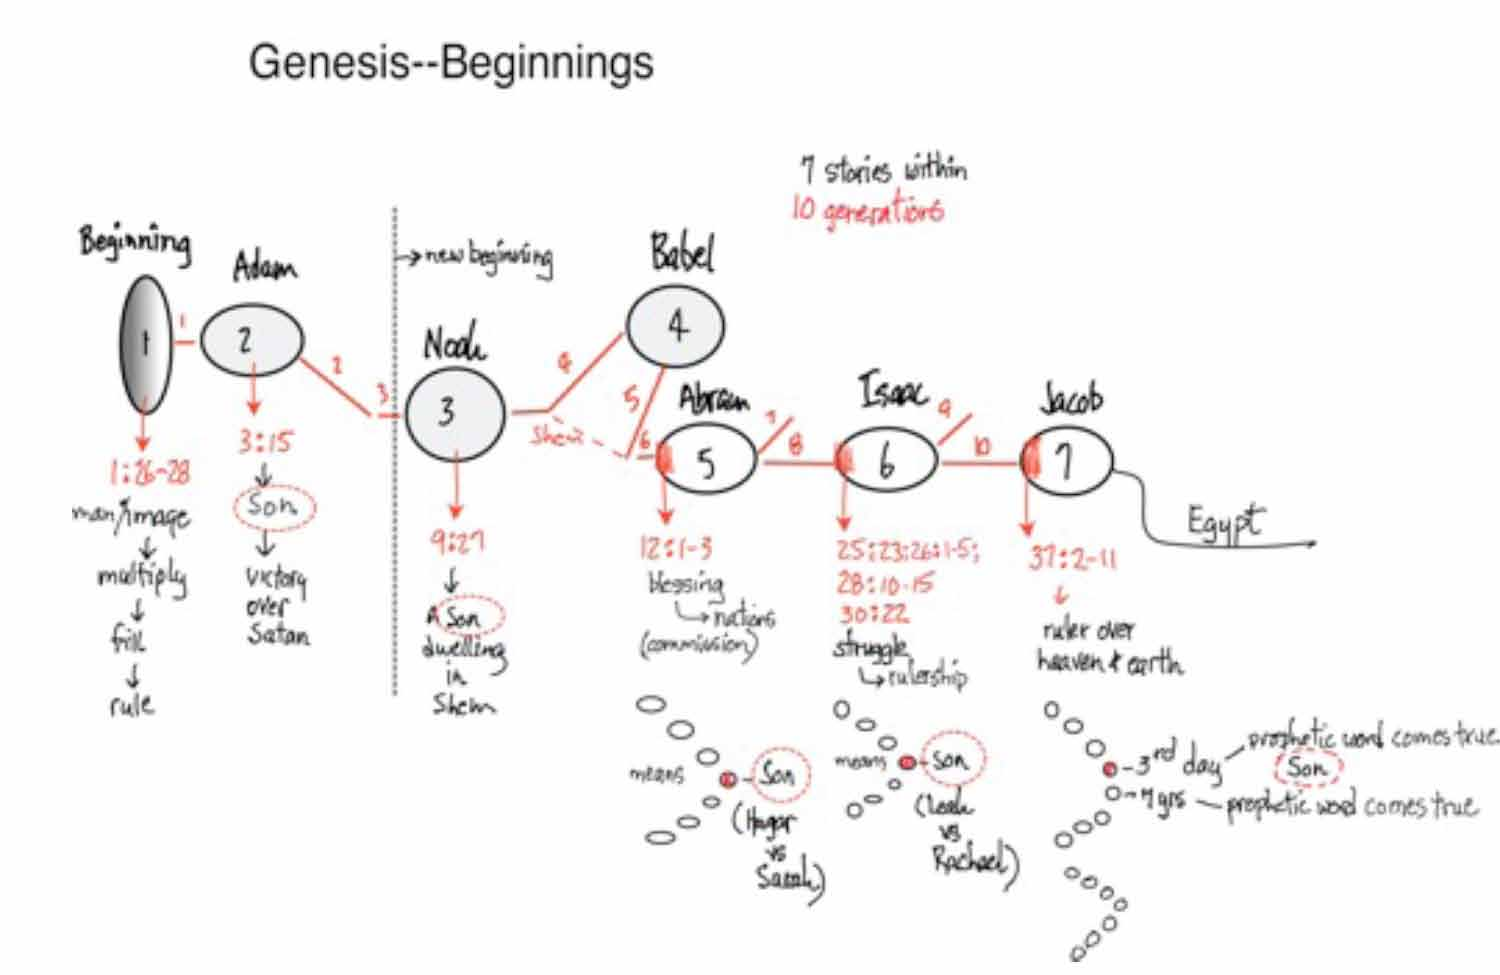 Genesis--Beginnings
7 stories within
10 generations
Beginning
Adam
→ new beginning
Noah
Babel
Abram
Isaac
Jacob
1
2
3
4
5
6
7
1
2
3
4
5
6
7
8
9
10
Shem
Egypt
1:26-28
man/image
multiply
fill
rule
3:15
Son
victory
over
Satan
9:27
A Son
dwelling
in
Shem
12:1-3
blessing
nations
(commission)
means
Son
(Hagar
vs
Sarah)
25:23;26:1-5;
28:10-15
30:22
struggle
rulership
means
Son
(Leah
vs
Rachael)
37:2-11
ruler over
heaven & earth
3rd day
prophetic word comes true
Son
7 yrs
prophetic word comes true